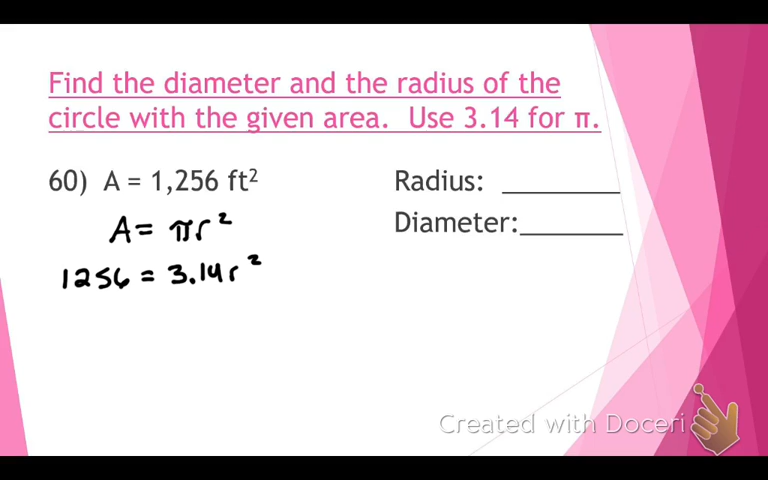 Find the diameter and the radius of the
circle with the given area. Use 3.14 for π.
60) A = 1,256 ft²
A = πr²
1256 = 3.14r²
Radius: ________
Diameter:_______
Created with Doceri